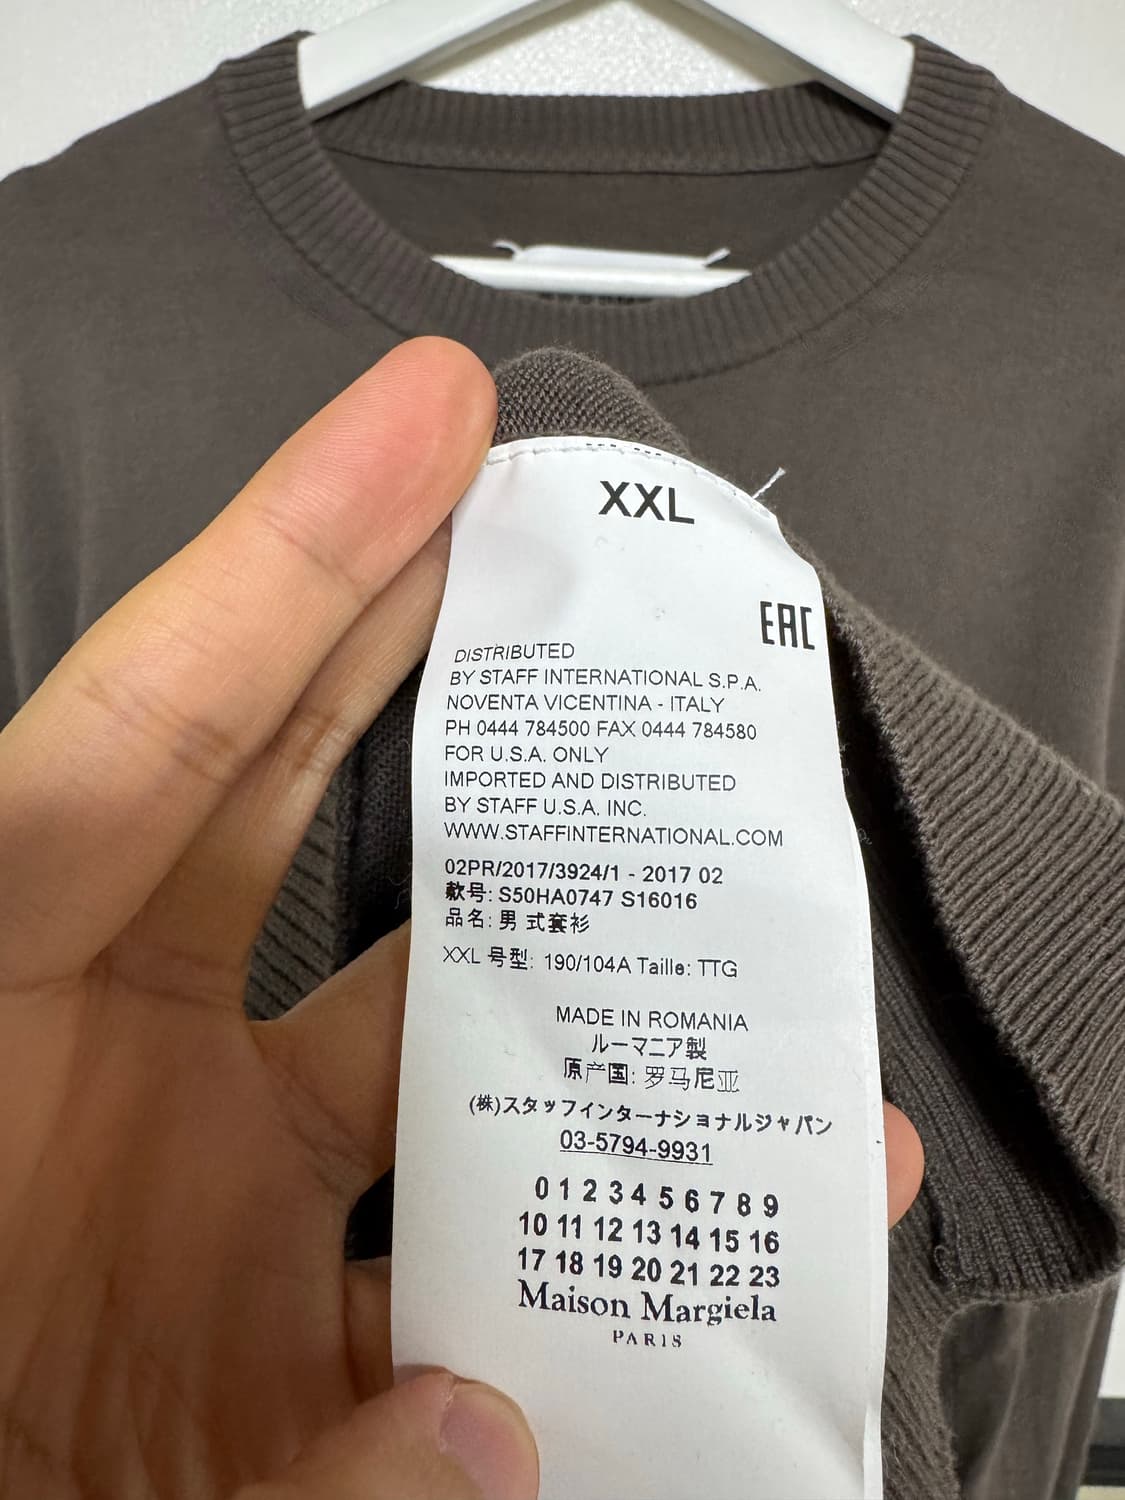 XXL
EAC
DISTRIBUTED
BY STAFF INTERNATIONAL S.P.A.
NOVENTA VICENTINA - ITALY
PH 0444 784500 FAX 0444 784580
FOR U.S.A. ONLY
IMPORTED AND DISTRIBUTED
BY STAFF U.S.A. INC.
WWW.STAFFINTERNATIONAL.COM
02PR/2017/3924/1 - 2017 02
款号: S50HA0747 S16016
品名: 男 式套衫
XXL 号型: 190/104A Taille: TTG
MADE IN ROMANIA
ルーマニア製
原产国: 罗马尼亚
(株)スタッフインターナショナルジャパン
03-5794-9931
0 1 2 3 4 5 6 7 8 9
10 11 12 13 14 15 16
17 18 19 20 21 22 23
Maison Margiela
PARIS